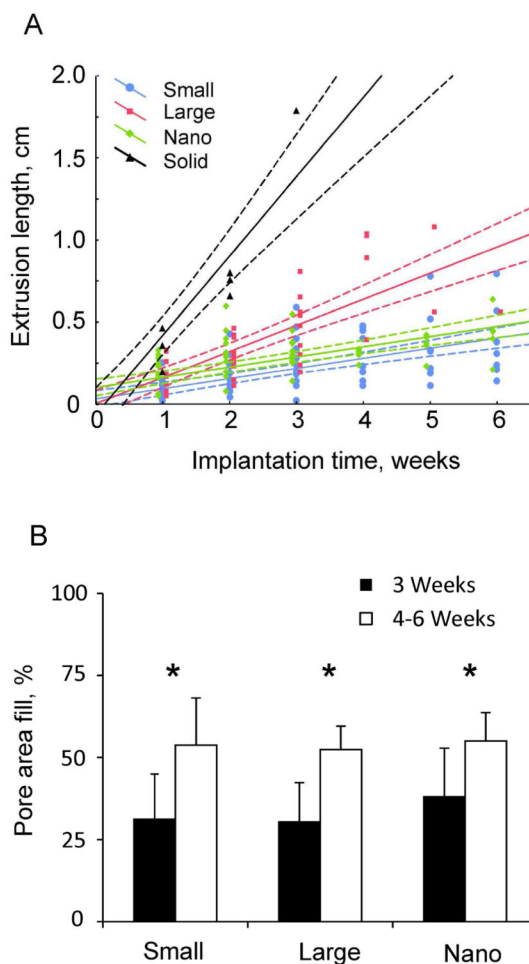 A
2.0
1.5
1.0
0.5
0
Extrusion length, cm
Small
Large
Nano
Solid
0 1 2 3 4 5 6
Implantation time, weeks
B
100
75
50
25
0
Pore area fill, %
3 Weeks
4-6 Weeks
* * *
Small Large Nano